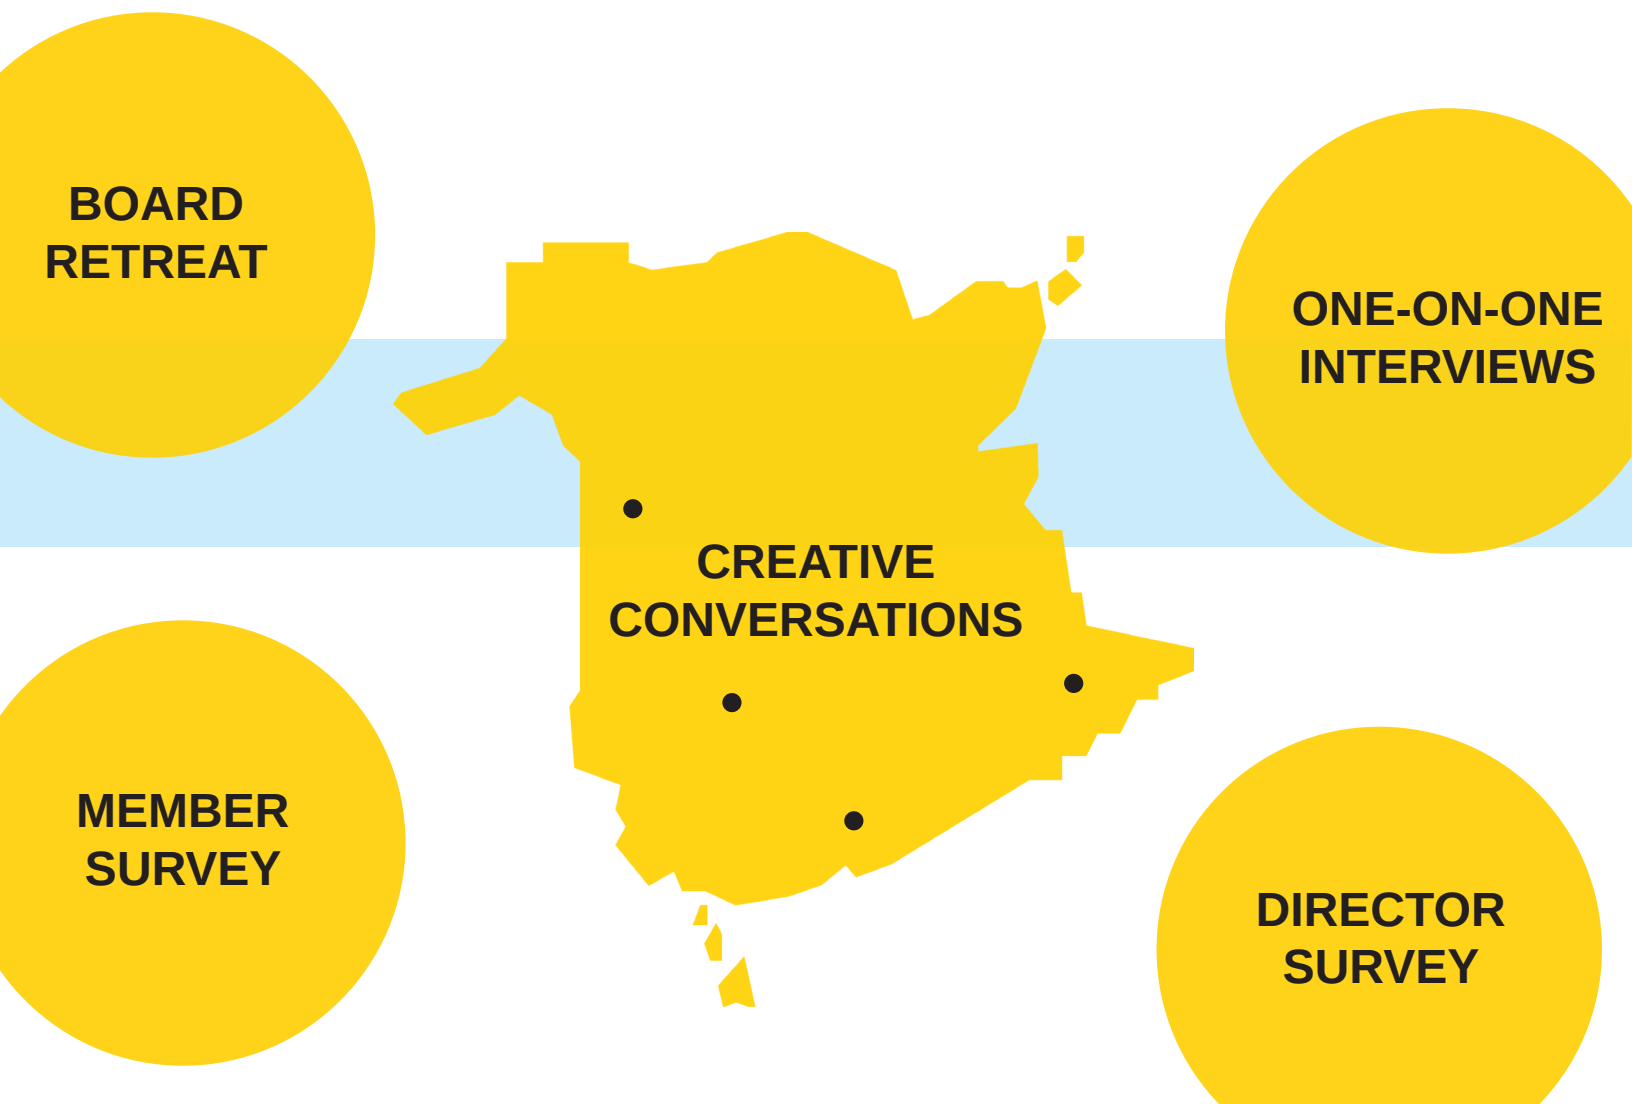 BOARD
RETREAT
ONE-ON-ONE
INTERVIEWS
CREATIVE
CONVERSATIONS
MEMBER
SURVEY
DIRECTOR
SURVEY